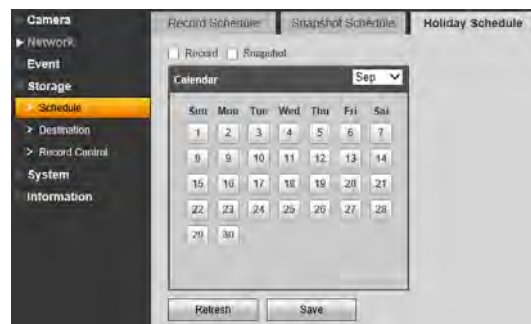 Camera
Network
Event
Storage
> Schedule
> Destination
> Record Control
System
Information
Record Schedule Snapshot Schedule Holiday Schedule
Record Snapshot
Calendar Sep
Sun Mon Tue Wed Thu Fri Sat
1 2 3 4 5 6 7
8 9 10 11 12 13 14
15 16 17 18 19 20 21
22 23 24 25 26 27 28
29 30
Refresh Save